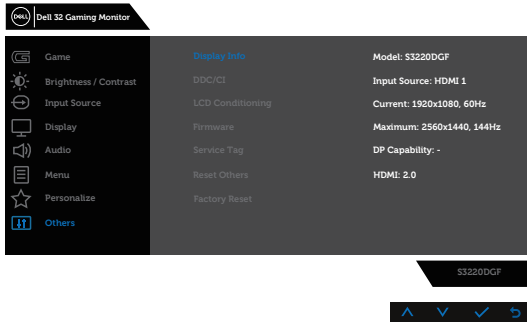 DELL Dell 32 Gaming Monitor
Game
Brightness / Contrast
Input Source
Display
Audio
Menu
Personalize
Others
Display Info
DDC/CI
LCD Conditioning
Firmware
Service Tag
Reset Others
Factory Reset
Model: S3220DGF
Input Source: HDMI 1
Current: 1920x1080, 60Hz
Maximum: 2560x1440, 144Hz
DP Capability: -
HDMI: 2.0
S3220DGF